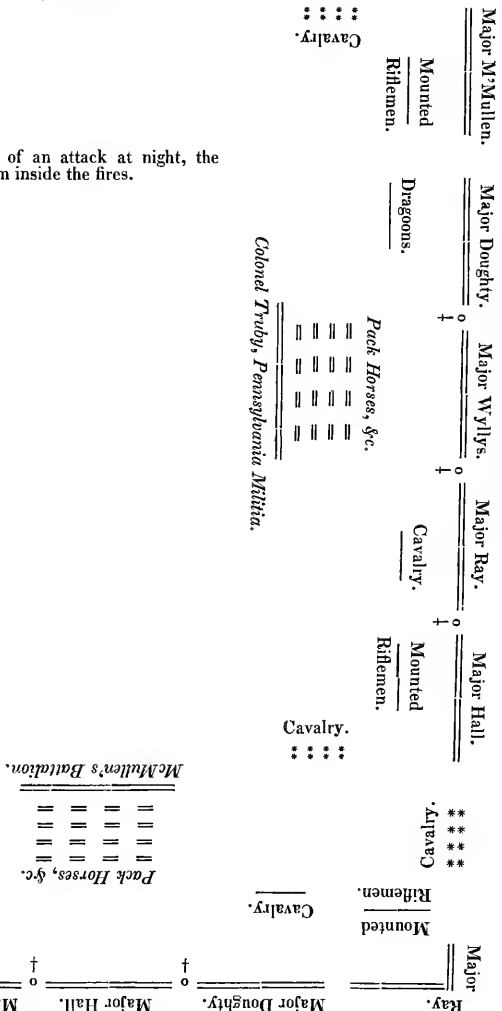 of an attack at night, the
m inside the fires.
Major M'Mullen.
Major Doughty.
Major Wyllys.
Major Ray.
Major Hall.
Cavalry.
Mounted
Riflemen.
Dragoons.
Cavalry.
Mounted
Riflemen.
Cavalry.
Pack Horses, &c.
Colonel Truby, Pennsylvania Militia.
McMullen's Battalion.
Pack Horses, &c.
Cavalry.
Mounted
Riflemen.
Cavalry.
Major
Ray.
Major Doughty.
Major Hall.
M